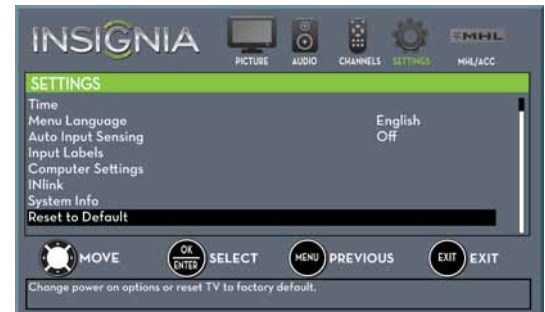 INSIGNIA
PICTURE AUDIO CHANNELS SETTINGS MHL/ACC
MHL
SETTINGS
Time
Menu Language English
Auto Input Sensing Off
Input Labels
Computer Settings
INlink
System Info
Reset to Default
MOVE OK ENTER SELECT MENU PREVIOUS EXIT EXIT
Change power on options or reset TV to factory default.